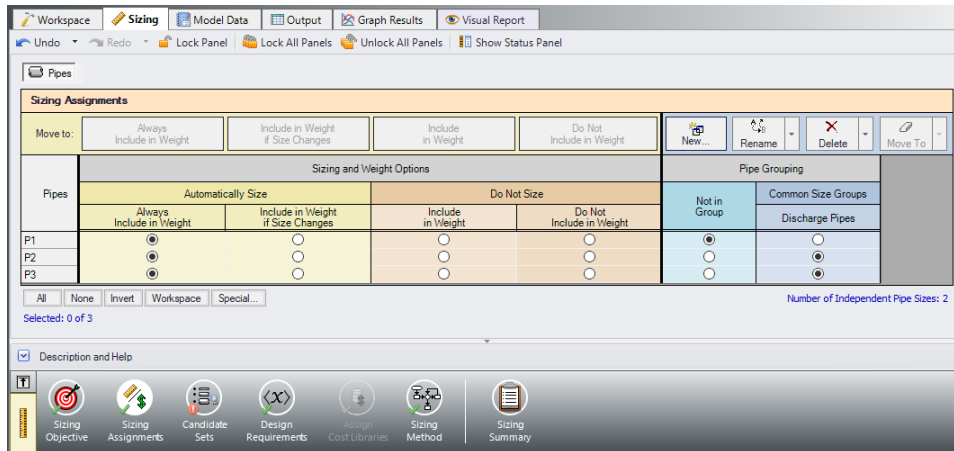 Workspace Sizing Model Data Output Graph Results Visual Report
Undo Redo Lock Panel Lock All Panels Unlock All Panels Show Status Panel
Pipes
Sizing Assignments
Move to:
Always
Include in Weight
Include in Weight
if Size Changes
Include
in Weight
Do Not
Include in Weight
New...
Rename
Delete
Move To
Pipes
Sizing and Weight Options
Pipe Grouping
Automatically Size
Do Not Size
Not in
Group
Common Size Groups
Always
Include in Weight
Include in Weight
if Size Changes
Include
in Weight
Do Not
Include in Weight
Discharge Pipes
P1
P2
P3
All None Invert Workspace Special...
Number of Independent Pipe Sizes: 2
Selected: 0 of 3
Description and Help
Sizing
Objective
Sizing
Assignments
Candidate
Sets
Design
Requirements
Assign
Cost Libraries
Sizing
Method
Sizing
Summary